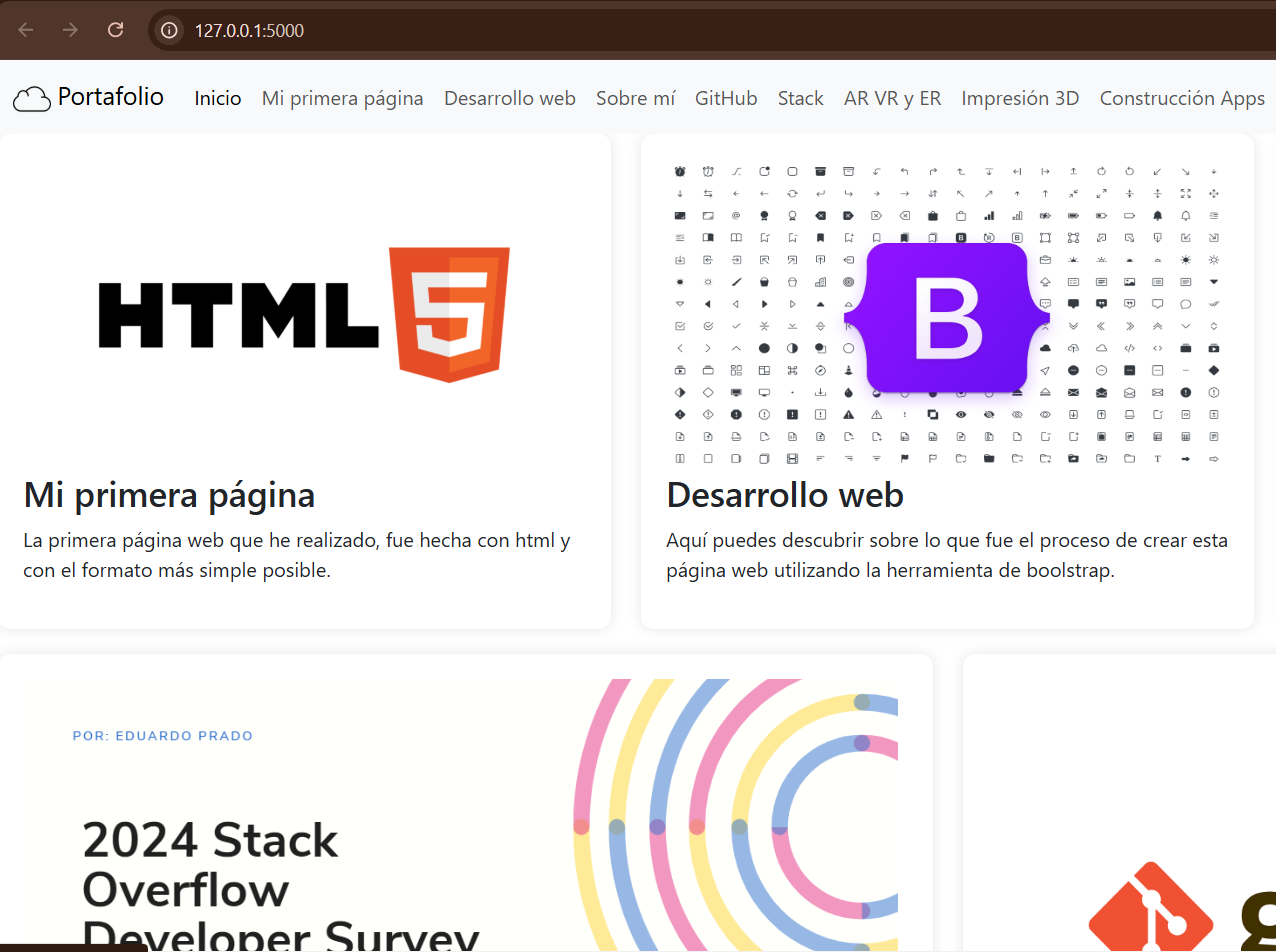 127.0.0.1:5000
Portafolio Inicio Mi primera página Desarrollo web Sobre mí GitHub Stack AR VR y ER Impresión 3D Construcción Apps
HTML 5
B
Mi primera página
La primera página web que he realizado, fue hecha con html y
con el formato más simple posible.
Desarrollo web
Aquí puedes descubrir sobre lo que fue el proceso de crear esta
página web utilizando la herramienta de boolstrap.
POR: EDUARDO PRADO
2024 Stack
Overflow
Developer Survey